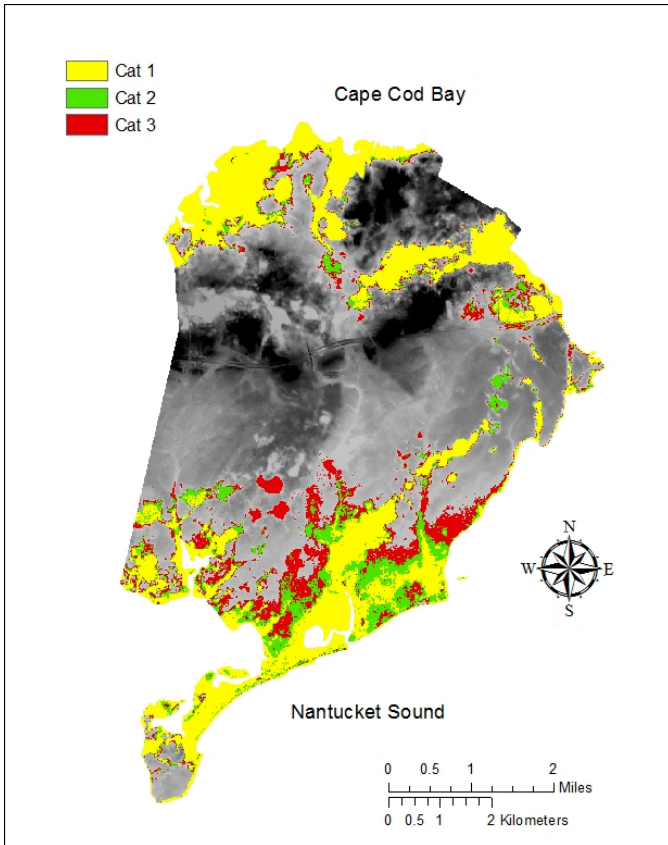 Cat 1
Cat 2
Cat 3
Cape Cod Bay
N
W E
S
Nantucket Sound
0 0.5 1 2
Miles
0 0.5 1 2 Kilometers